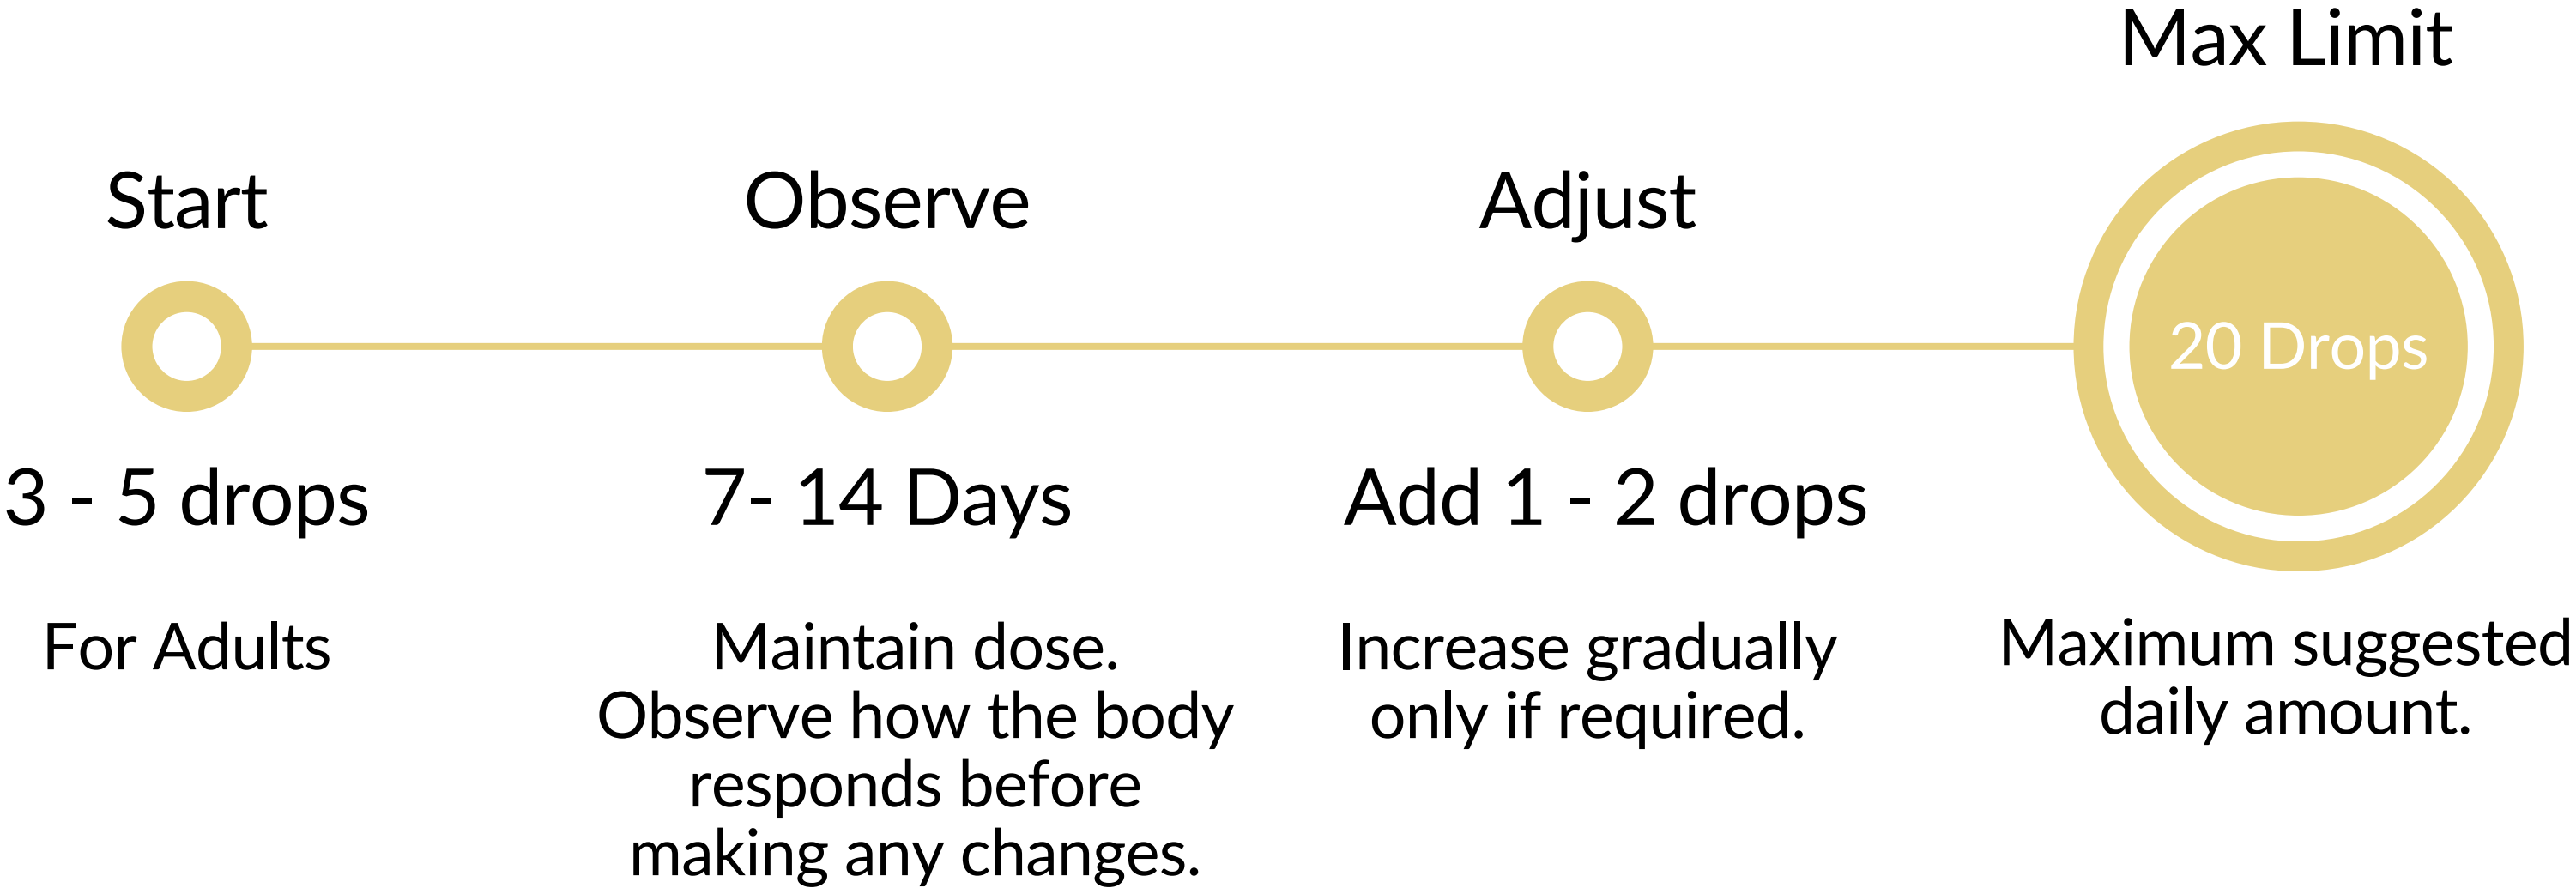 Start
3 - 5 drops
For Adults
Observe
7- 14 Days
Maintain dose.
Observe how the body
responds before
making any changes.
Adjust
Add 1 - 2 drops
Increase gradually
only if required.
Max Limit
20 Drops
Maximum suggested
daily amount.